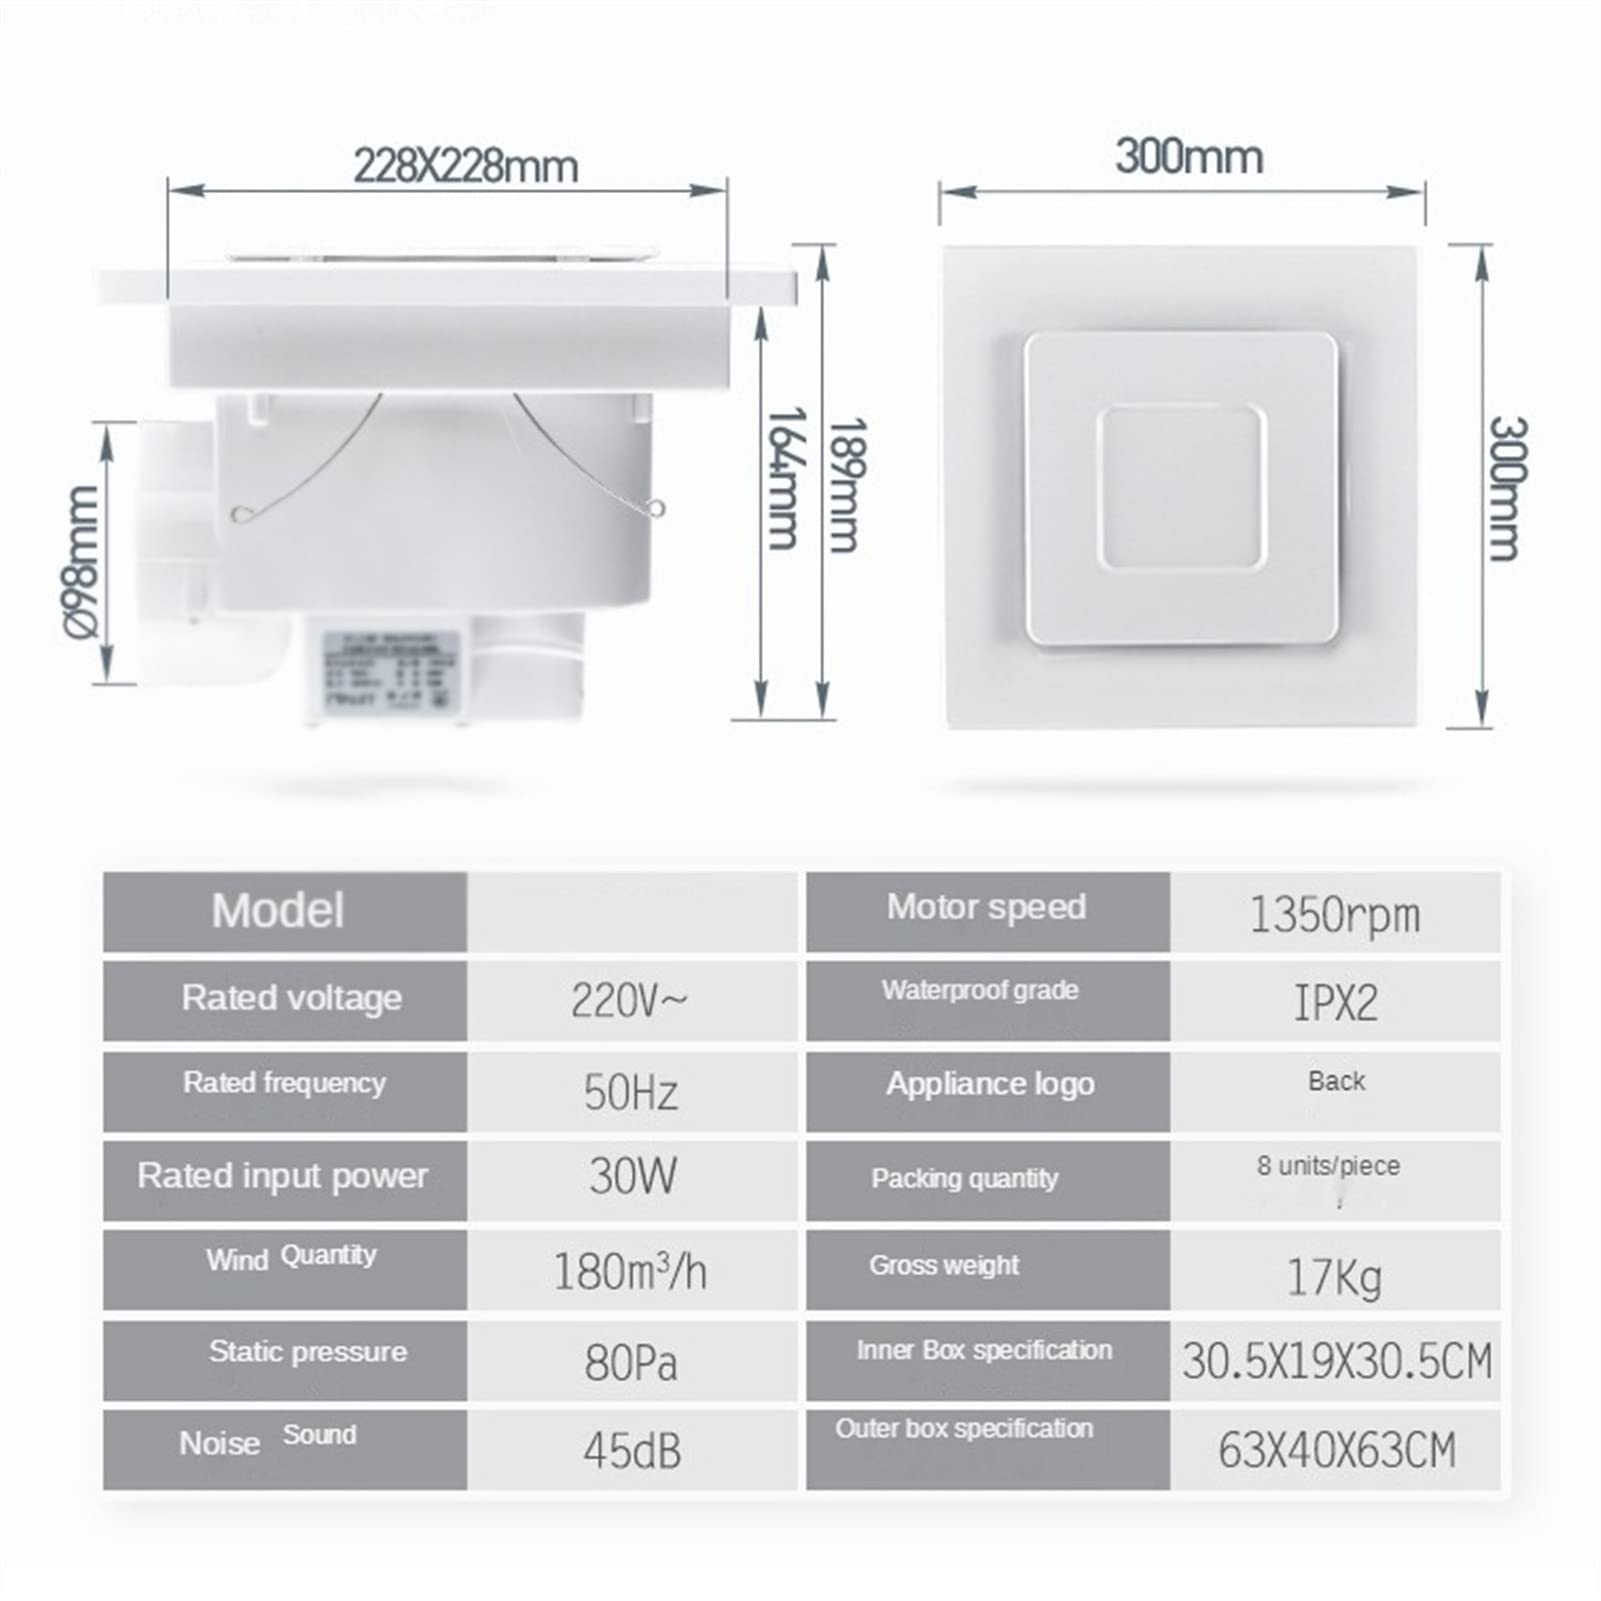 228X228mm
300mm
164mm
189mm
Ø98mm
300mm
Model
Motor speed 1350rpm
Rated voltage 220V~
Waterproof grade IPX2
Rated frequency 50Hz
Appliance logo Back
Rated input power 30W
Packing quantity 8 units/piece
Wind Quantity 180m³/h
Gross weight 17Kg
Static pressure 80Pa
Inner Box specification 30.5X19X30.5CM
Noise Sound 45dB
Outer box specification 63X40X63CM